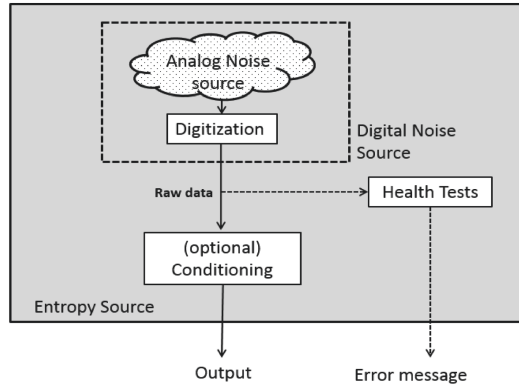 Analog Noise
source
Digitization
Digital Noise
Source
Raw data
Health Tests
(optional)
Conditioning
Entropy Source
Output
Error message